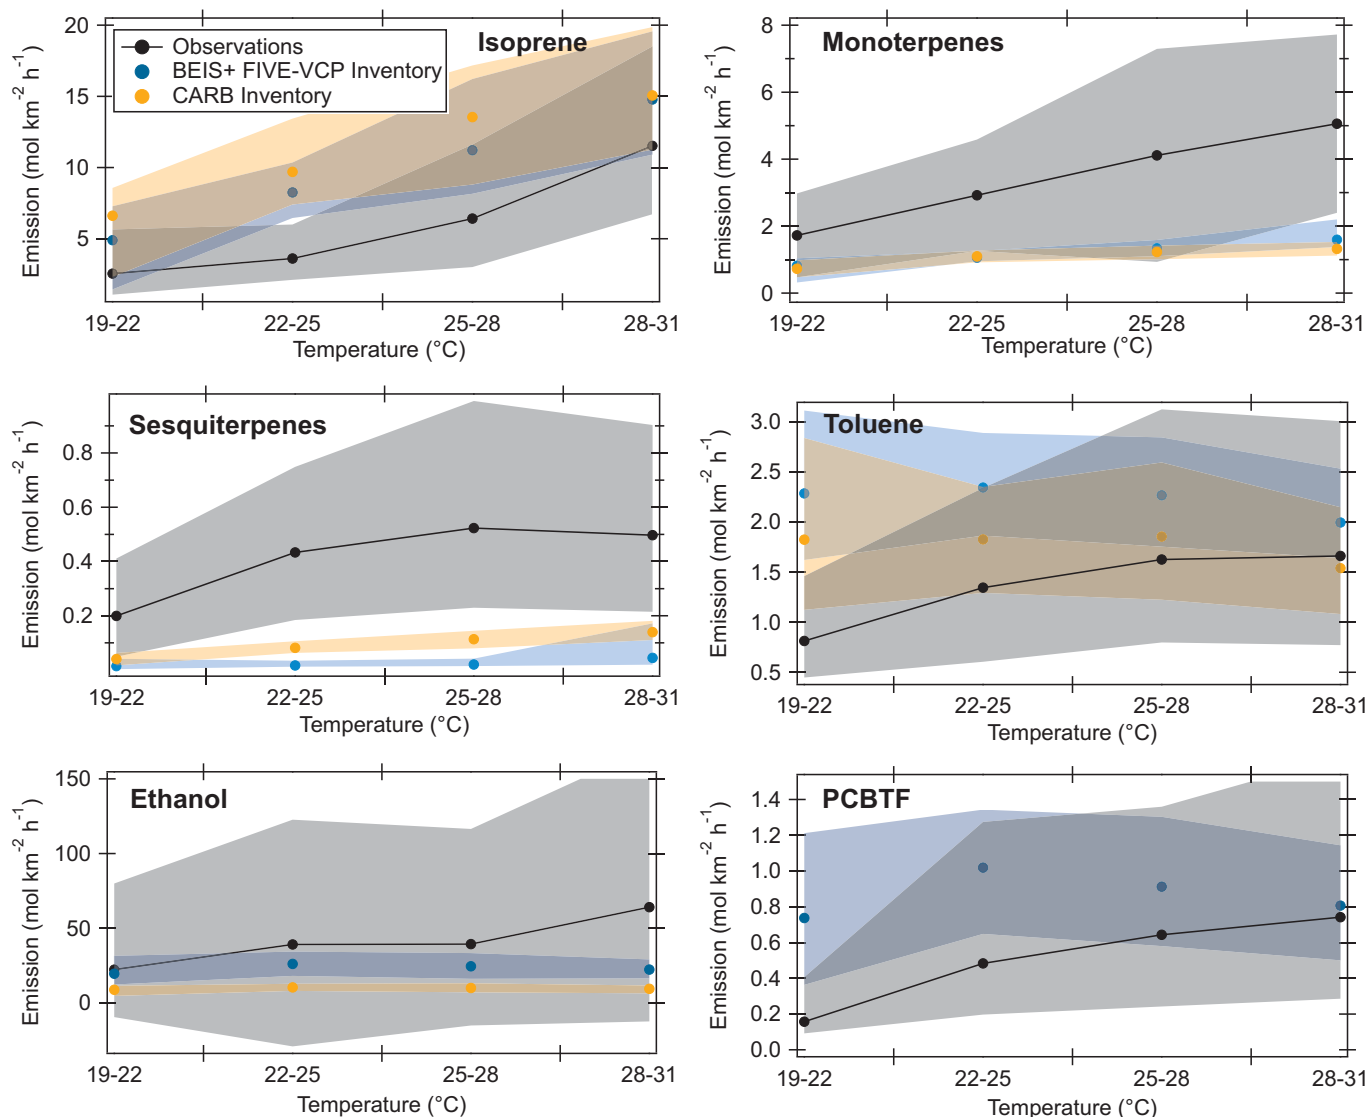 Isoprene
Observations
BEIS+ FIVE-VCP Inventory
CARB Inventory
20
15
10
5
Emission (mol km-2 h-1)
19-22 22-25 25-28 28-31
Temperature (°C)
Monoterpenes
8
6
4
2
0
Emission (mol km-2 h-1)
19-22 22-25 25-28 28-31
Temperature (°C)
Sesquiterpenes
0.8
0.6
0.4
0.2
Emission (mol km-2 h-1)
19-22 22-25 25-28 28-31
Temperature (°C)
Toluene
3.0
2.5
2.0
1.5
1.0
0.5
Emission (mol km-2 h-1)
19-22 22-25 25-28 28-31
Temperature (°C)
Ethanol
150
100
50
0
Emission (mol km-2 h-1)
19-22 22-25 25-28 28-31
Temperature (°C)
PCBTF
1.4
1.2
1.0
0.8
0.6
0.4
0.2
0.0
Emission (mol km-2 h-1)
19-22 22-25 25-28 28-31
Temperature (°C)